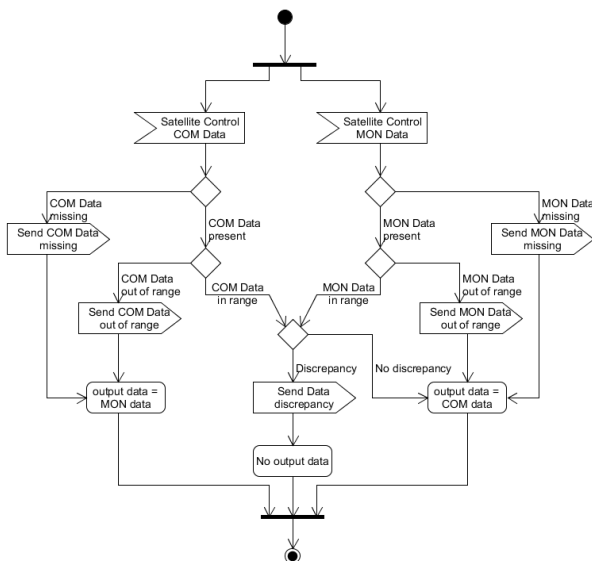 Satellite Control
COM Data
Satellite Control
MON Data
COM Data
missing
MON Data
missing
Send COM Data
missing
COM Data
present
MON Data
present
Send MON Data
missing
COM Data
out of range
COM Data
in range
MON Data
in range
MON Data
out of range
Send COM Data
out of range
Send MON Data
out of range
Discrepancy
No discrepancy
output data =
MON data
Send Data
discrepancy
output data =
COM data
No output data